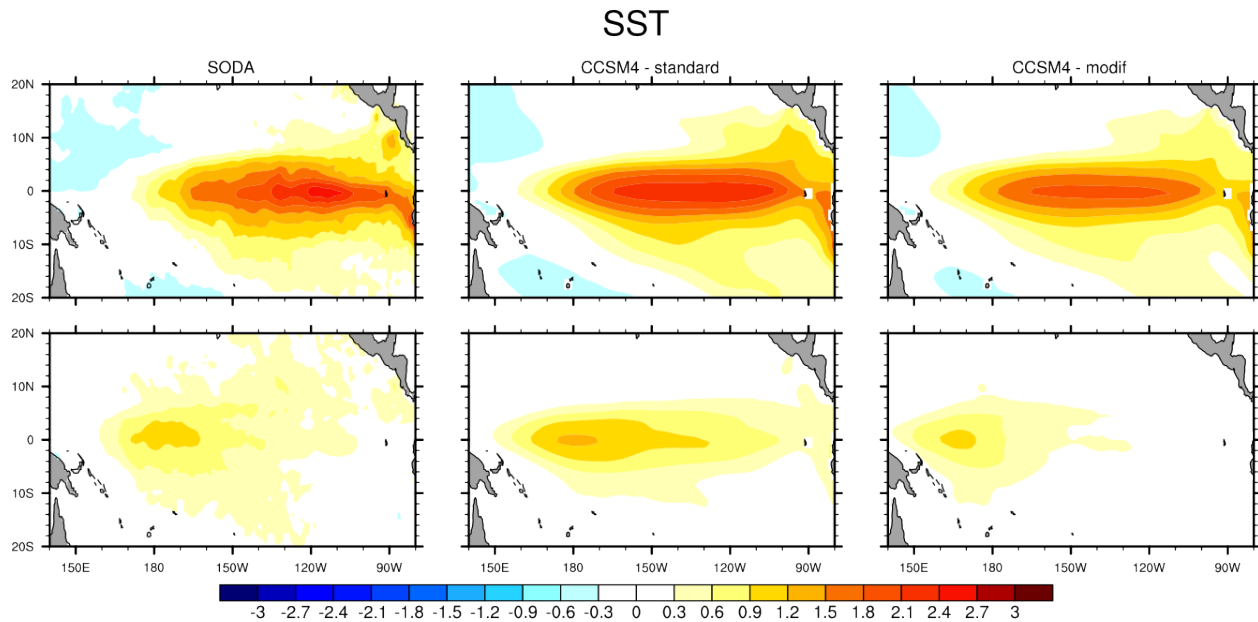 SST
SODA CCSM4 - standard CCSM4 - modif
20N
10N
0
10S
20S
20N
10N
0
10S
20S
150E 180 150W 120W 90W 150E 180 150W 120W 90W 150E 180 150W 120W 90W
-3 -2.7 -2.4 -2.1 -1.8 -1.5 -1.2 -0.9 -0.6 -0.3 0 0.3 0.6 0.9 1.2 1.5 1.8 2.1 2.4 2.7 3